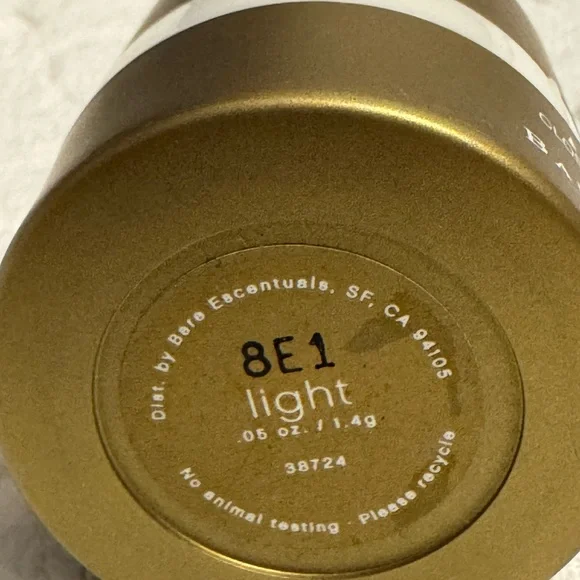 Dist. by Bare Escentuals, SF, CA 94105
8E1
light
.05 oz. / 1.4g
38724
No animal testing · Please recycle